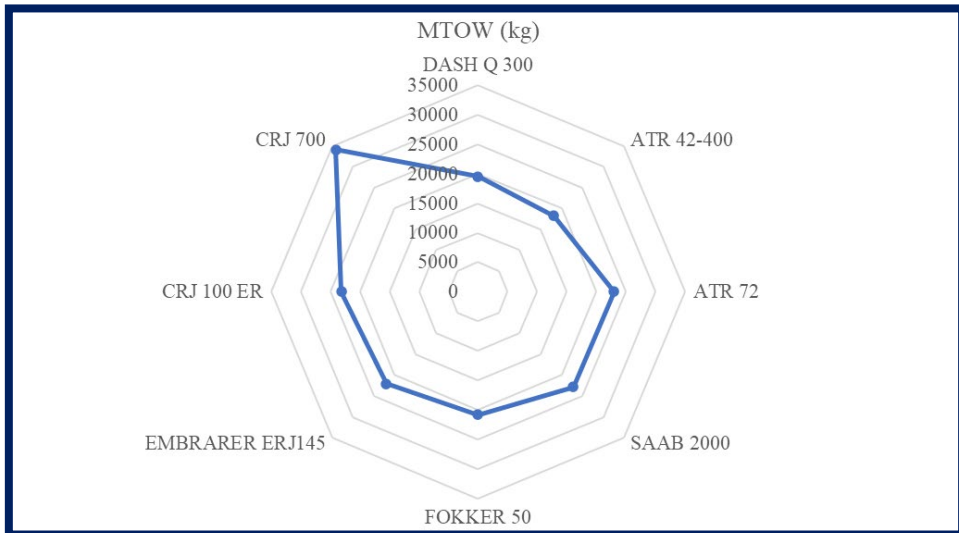 MTOW (kg)
DASH Q 300
35000
30000
25000
20000
15000
10000
5000
0
ATR 42-400
ATR 72
SAAB 2000
FOKKER 50
EMBRARER ERJ145
CRJ 100 ER
CRJ 700